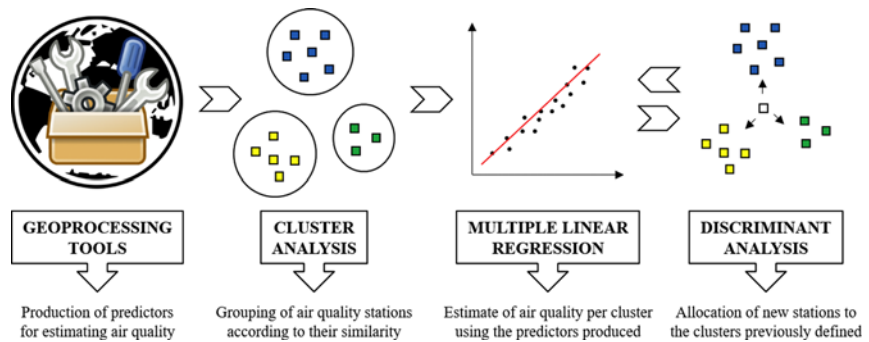 GEOPROCESSING
TOOLS
Production of predictors
for estimating air quality
CLUSTER
ANALYSIS
Grouping of air quality stations
according to their similarity
MULTIPLE LINEAR
REGRESSION
Estimate of air quality per cluster
using the predictors produced
DISCRIMINANT
ANALYSIS
Allocation of new stations to
the clusters previously defined